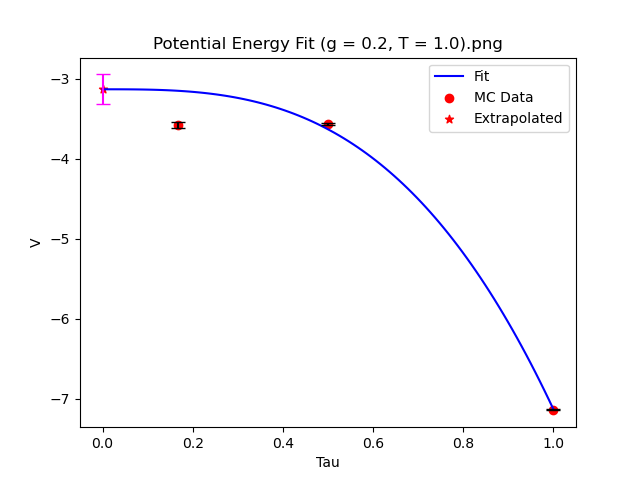 Potential Energy Fit (g = 0.2, T = 1.0).png
Fit
MC Data
Extrapolated
−3
−4
−5
−6
−7
V
0.0 0.2 0.4 0.6 0.8 1.0
Tau